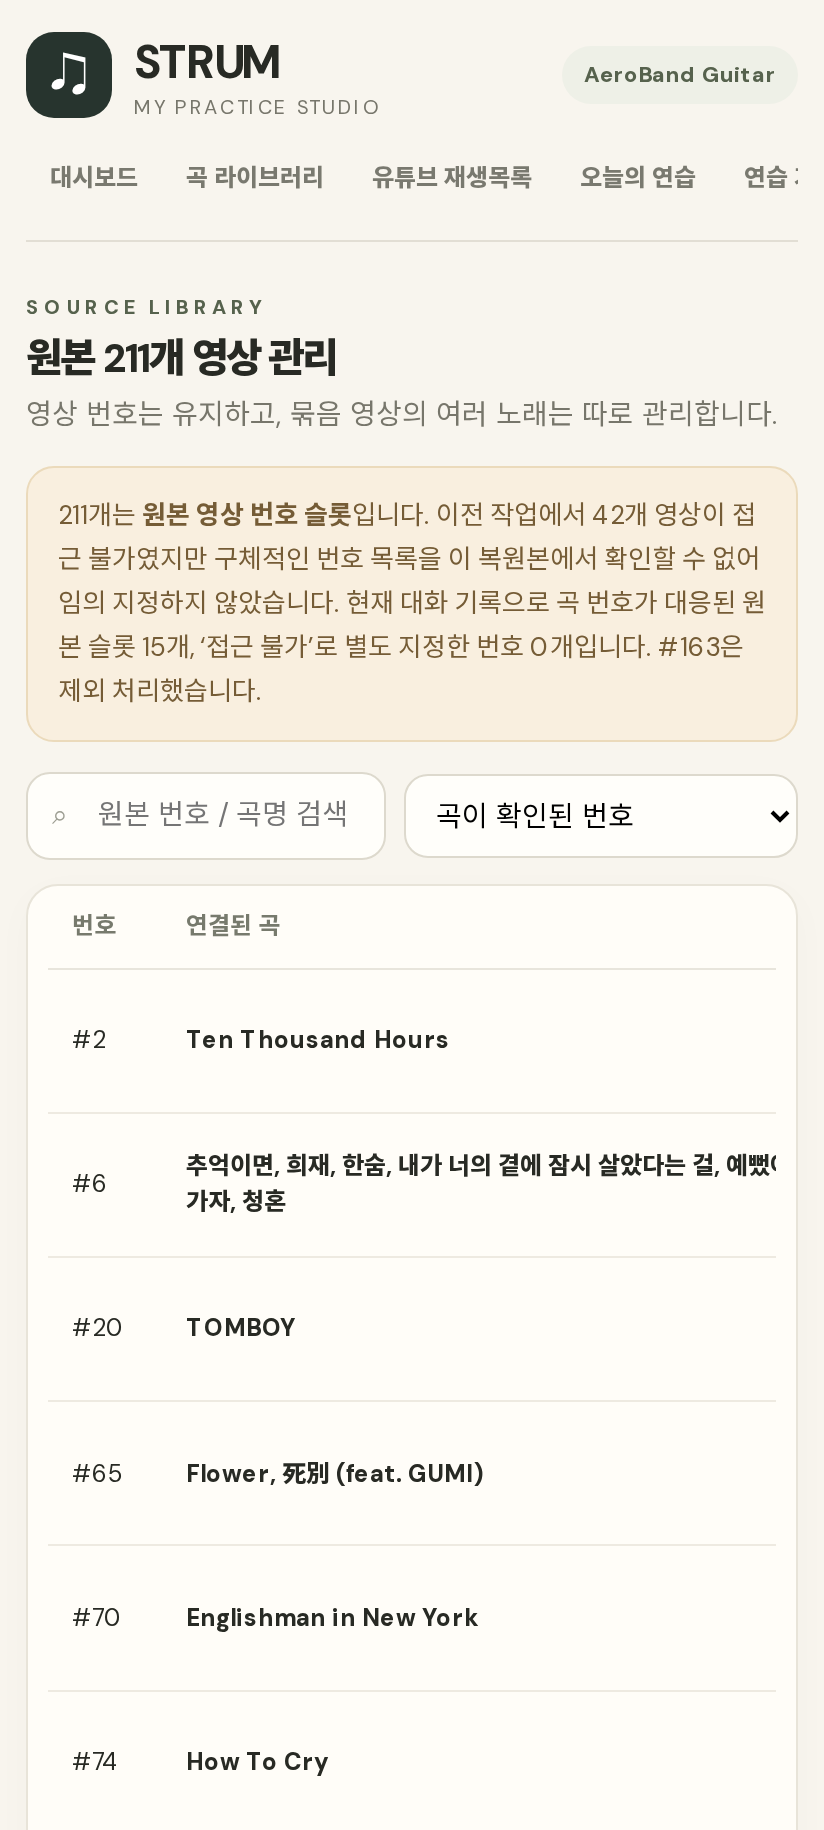 STRUM
MY PRACTICE STUDIO
AeroBand Guitar
대시보드 곡 라이브러리 유튜브 재생목록 오늘의 연습 연습
SOURCE LIBRARY
원본 211개 영상 관리
영상 번호는 유지하고, 묶음 영상의 여러 노래는 따로 관리합니다.
211개는 원본 영상 번호 슬롯입니다. 이전 작업에서 42개 영상이 접
근 불가였지만 구체적인 번호 목록을 이 복원본에서 확인할 수 없어
임의 지정하지 않았습니다. 현재 대화 기록으로 곡 번호가 대응된 원
본 슬롯 15개, ‘접근 불가’로 별도 지정한 번호 0개입니다. #163은
제외 처리했습니다.
원본 번호 / 곡명 검색
곡이 확인된 번호
번호 연결된 곡
#2 Ten Thousand Hours
#6 추억이면, 희재, 한숨, 내가 너의 곁에 잠시 살았다는 걸, 예뻤
가자, 청혼
#20 TOMBOY
#65 Flower, 死別 (feat. GUMI)
#70 Englishman in New York
#74 How To Cry